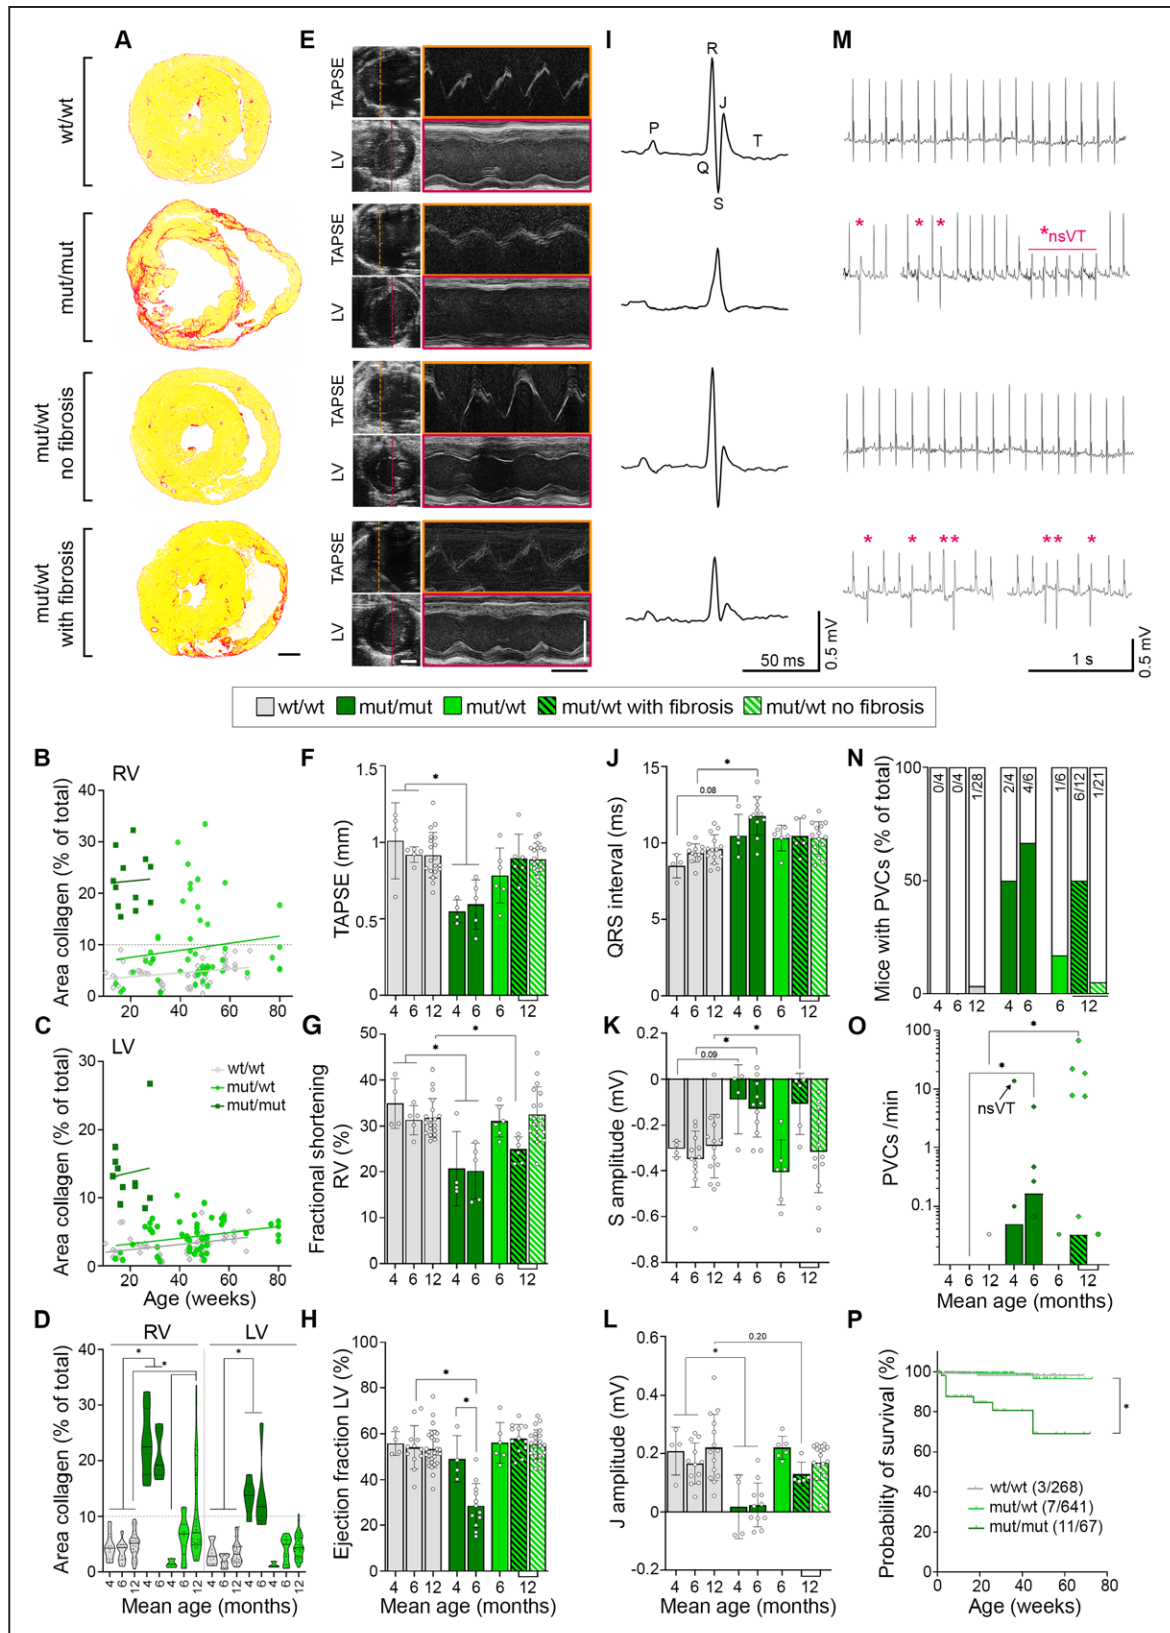 A
E
I
M
wt/wt
TAPSE
LV
R
J
P
T
Q
S
mut/mut
TAPSE
LV
* * * *nsVT
mut/wt
no fibrosis
TAPSE
LV
mut/wt
with fibrosis
TAPSE
LV
* * ** ** *
50 ms
0.5 mV
1 s
0.5 mV
wt/wt mut/mut mut/wt mut/wt with fibrosis mut/wt no fibrosis
B
RV
Area collagen (% of total)
40
30
20
10
0
20 40 60 80
F
TAPSE (mm)
1.5
1
0.5
0
*
4 6 12 4 6 6 12
J
QRS interval (ms)
15
10
5
0
0.08
*
4 6 12 4 6 6 12
N
Mice with PVCs (% of total)
100
50
0
0/4 0/4 1/28 2/4 4/6 1/6 6/12 1/21
4 6 12 4 6 6 12
C
LV
Area collagen (% of total)
30
20
10
0
wt/wt
mut/wt
mut/mut
20 40 60 80
Age (weeks)
G
Fractional shortening
RV (%)
50
40
30
20
10
0
*
*
4 6 12 4 6 6 12
K
S amplitude (mV)
0.2
0
-0.2
-0.4
-0.6
-0.8
0.09
*
*
4 6 12 4 6 6 12
O
PVCs /min
100
10
1
0.1
*
*
nsVT
4 6 12 4 6 6 12
Mean age (months)
D
RV LV
Area collagen (% of total)
40
30
20
10
0
* * *
4 6 12 4 6 4 6 12 4 6 12 4 6 4 6 12
Mean age (months)
H
Ejection fraction LV (%)
100
80
60
40
20
0
*
*
4 6 12 4 6 6 12
Mean age (months)
L
J amplitude (mV)
0.4
0.2
0
-0.2
0.20
*
4 6 12 4 6 6 12
Mean age (months)
P
Probability of survival (%)
100
80
60
40
20
0
*
wt/wt (3/268)
mut/wt (7/641)
mut/mut (11/67)
0 20 40 60 80
Age (weeks)